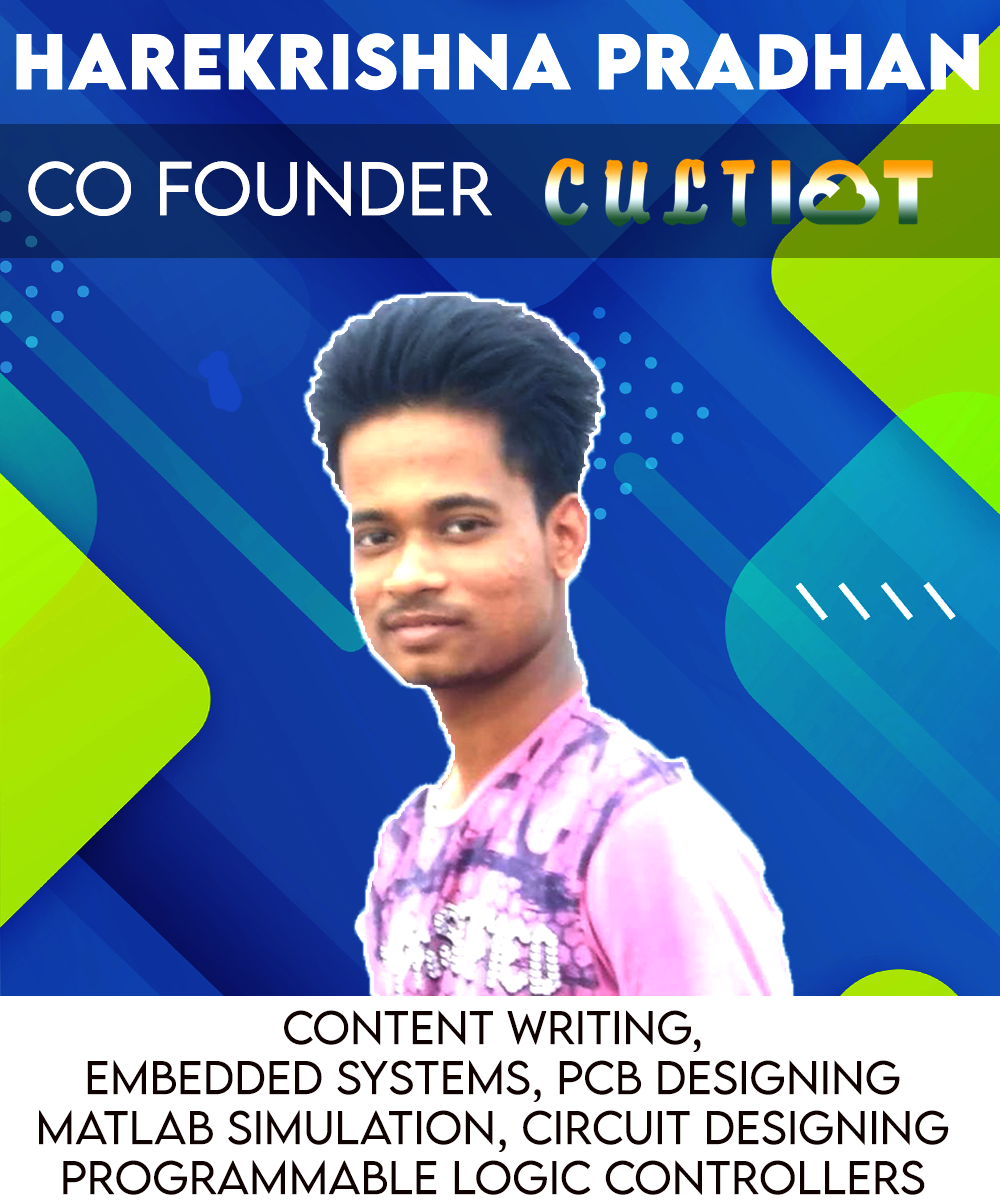 HAREKRISHNA PRADHAN
CO FOUNDER CULTIOT
CONTENT WRITING,
EMBEDDED SYSTEMS, PCB DESIGNING
MATLAB SIMULATION, CIRCUIT DESIGNING
PROGRAMMABLE LOGIC CONTROLLERS